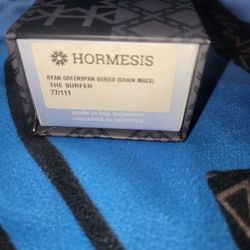 HORMESIS
RYAN GREENSPAN SERIES (CHAIN MACE)
THE SURFER
77/111
made in bali indonesia
conceived in california